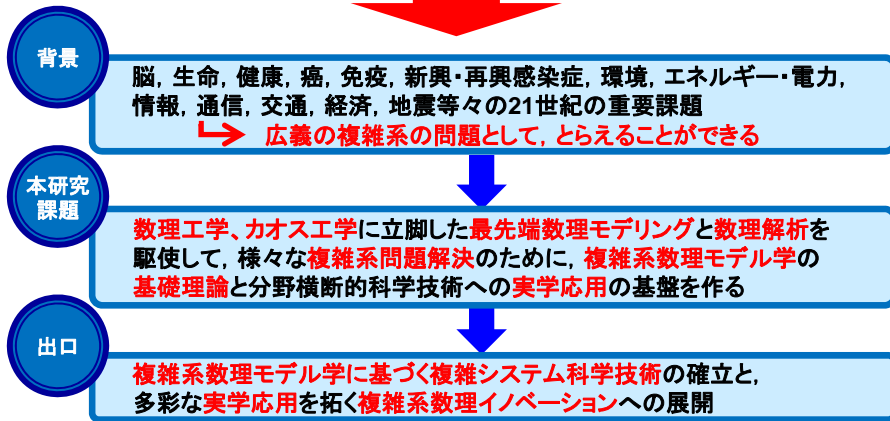 背景
脳, 生命, 健康, 癌, 免疫, 新興・再興感染症, 環境, エネルギー・電力,
情報, 通信, 交通, 経済, 地震等々の21世紀の重要課題
広義の複雑系の問題として, とらえることができる
本研究
課題
数理工学、カオス工学に立脚した最先端数理モデリングと数理解析を
駆使して, 様々な複雑系問題解決のために, 複雑系数理モデル学の
基礎理論と分野横断的科学技術への実学応用の基盤を作る
出口
複雑系数理モデル学に基づく複雑システム科学技術の確立と,
多彩な実学応用を拓く複雑系数理イノベーションへの展開